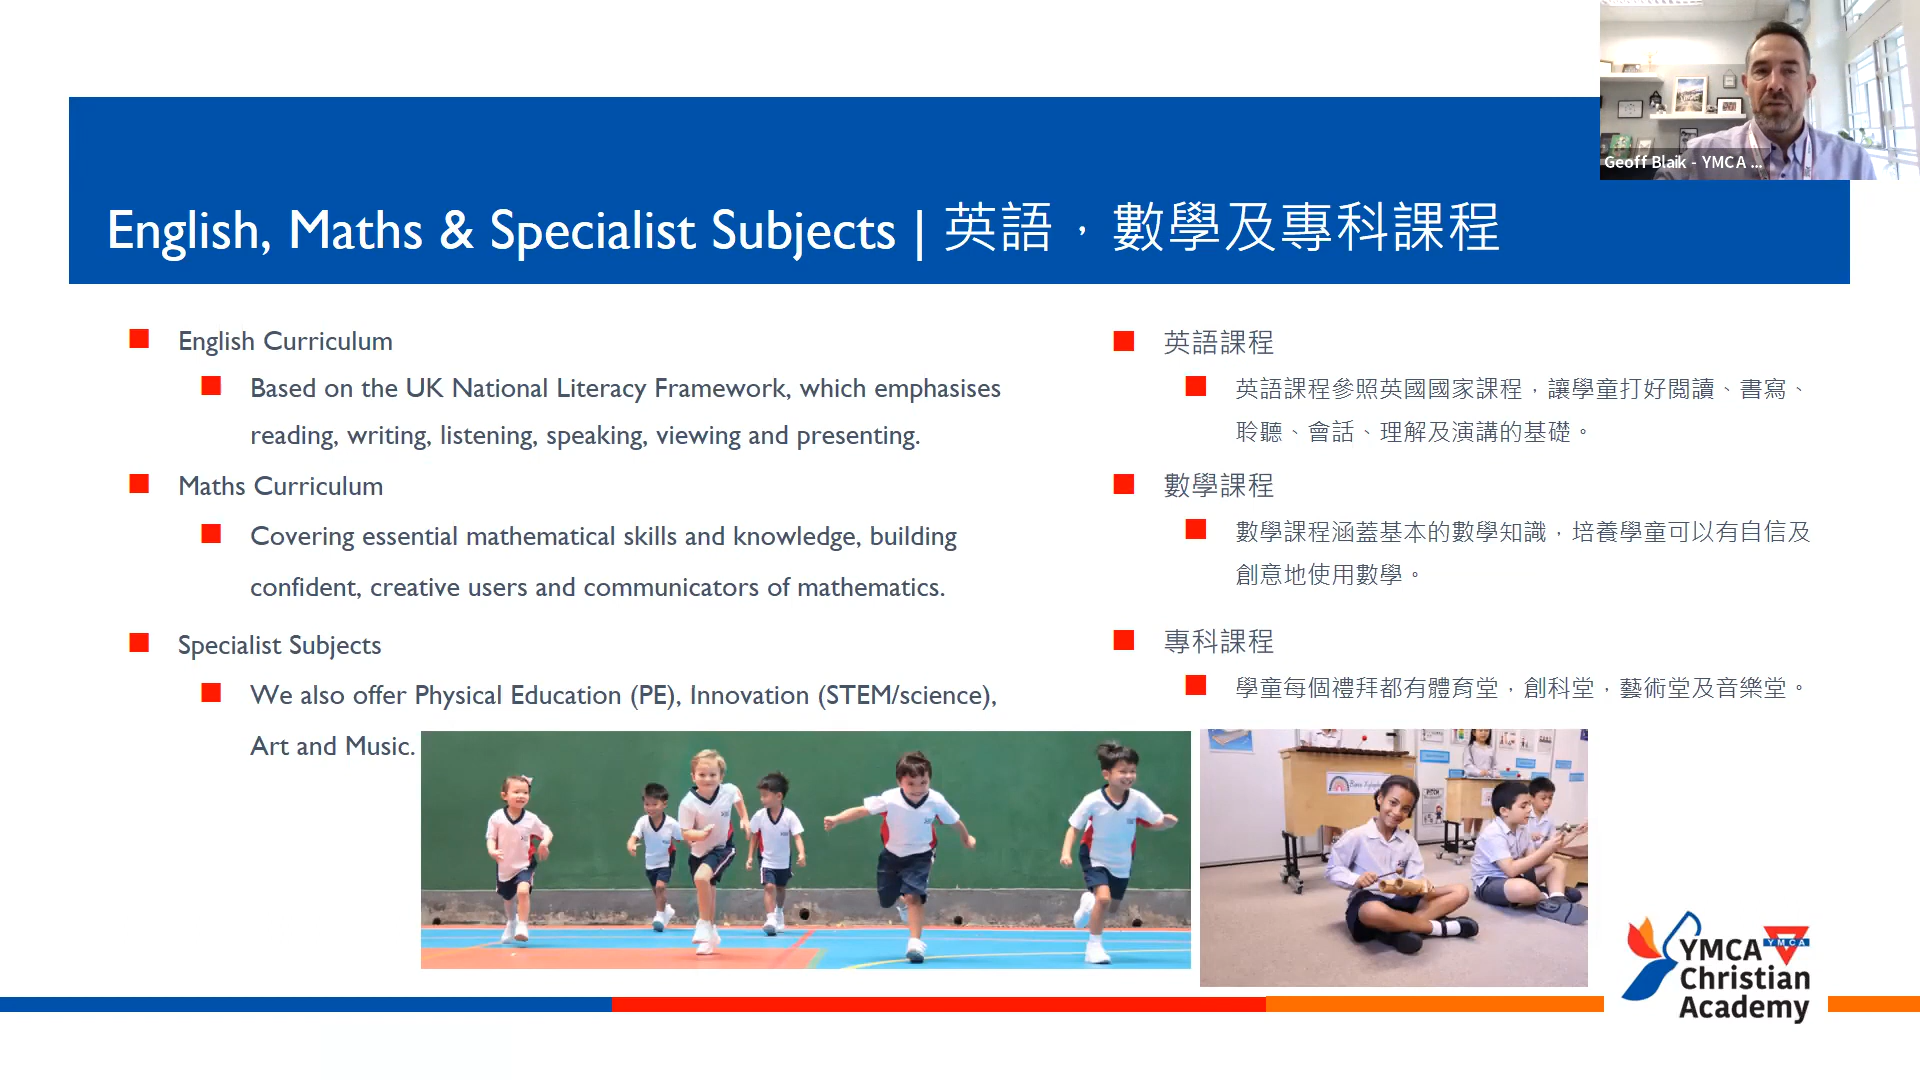 Geoff Blaik - YMCA ...
English, Maths & Specialist Subjects | 英語，數學及專科課程
English Curriculum
Based on the UK National Literacy Framework, which emphasises
reading, writing, listening, speaking, viewing and presenting.
Maths Curriculum
Covering essential mathematical skills and knowledge, building
confident, creative users and communicators of mathematics.
Specialist Subjects
We also offer Physical Education (PE), Innovation (STEM/science),
Art and Music.
英語課程
英語課程參照英國國家課程，讓學童打好閱讀、書寫、
聆聽、會話、理解及演講的基礎。
數學課程
數學課程涵蓋基本的數學知識，培養學童可以有自信及
創意地使用數學。
專科課程
學童每個禮拜都有體育堂，創科堂，藝術堂及音樂堂。
PITCH
YMCA
YMCA
Christian
Academy